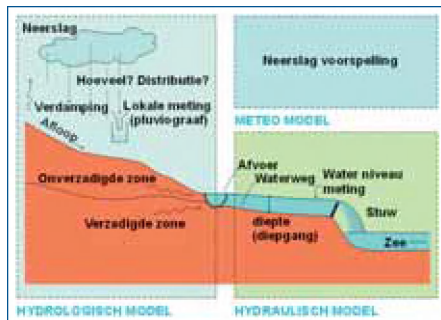 Neerslag
Hoeveel? Distributie?
Verdamping
Lokale meting
(pluviograaf)
Afloop
Onverzadigde zone
Verzadigde zone
HYDROLOGISCH MODEL
Neerslag voorspelling
METEO MODEL
Afvoer
Waterweg
Water niveau
meting
Stuw
diepte
(diepgang)
Zee
HYDRAULISCH MODEL